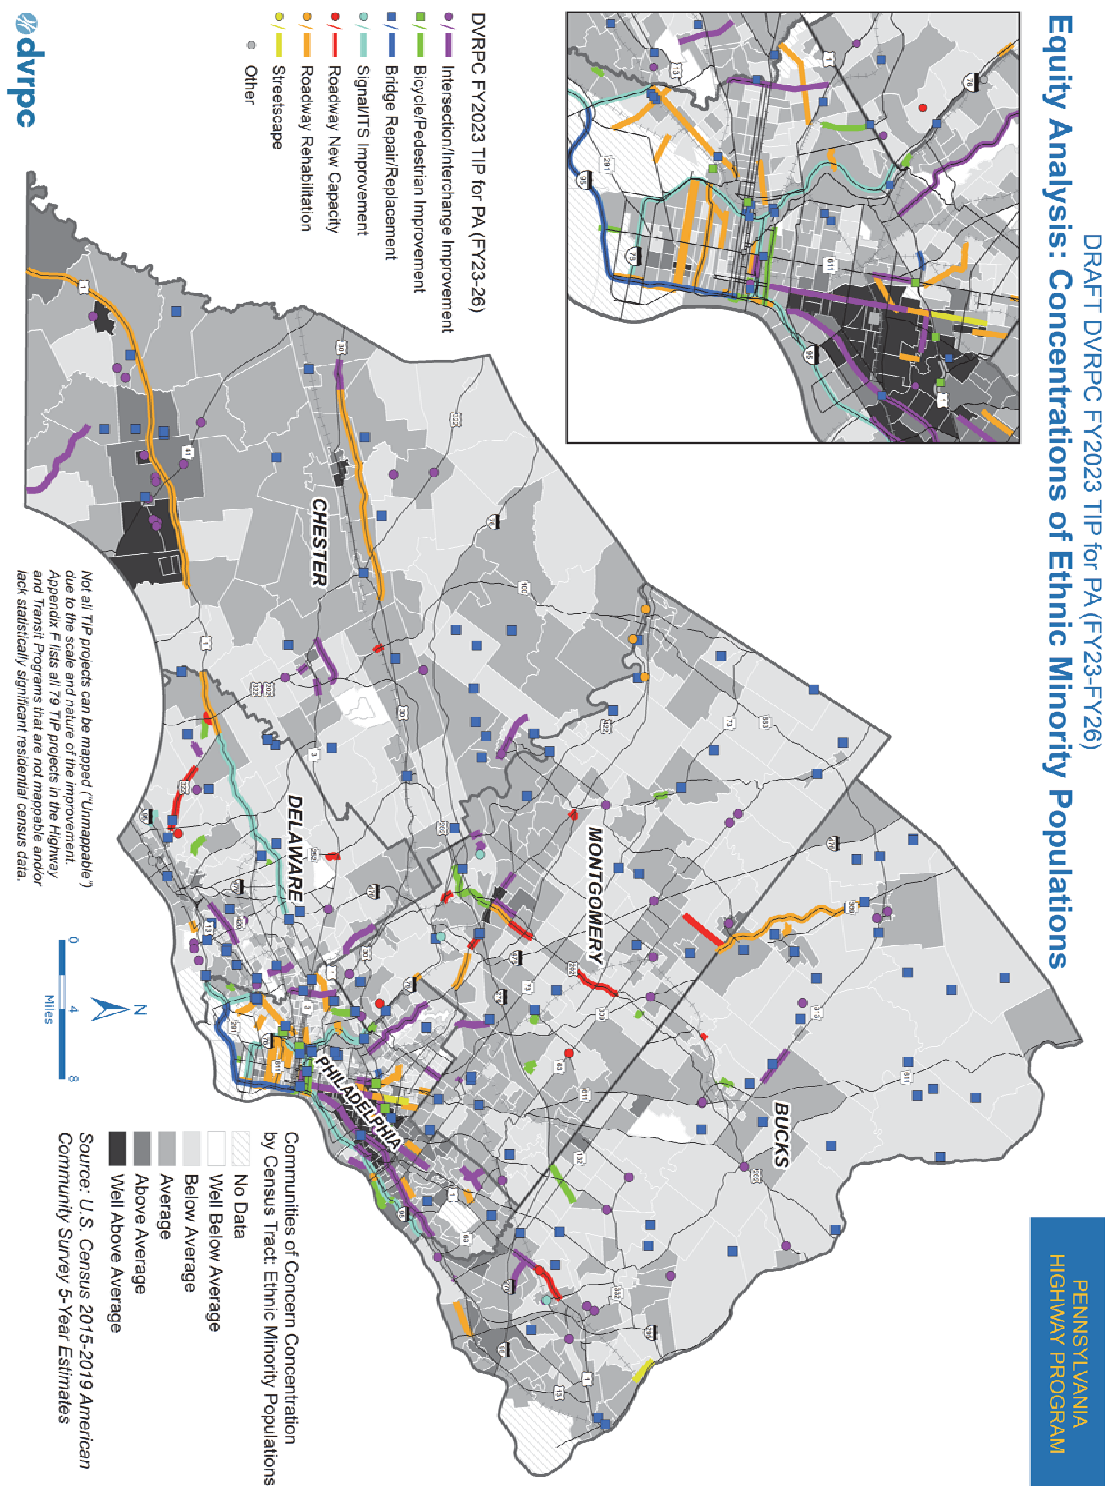 DRAFT DVRPC FY2023 TIP for PA (FY23-FY26)
Equity Analysis: Concentrations of Ethnic Minority Populations
PENNSYLVANIA
HIGHWAY PROGRAM
DVRPC FY2023 TIP for PA (FY23-26)
Intersection/Interchange Improvement
Bicycle/Pedestrian Improvement
Bridge Repair/Replacement
Signal/ITS Improvement
Roadway New Capacity
Roadway Rehabilitation
Streetscape
Other
dvrpc
CHESTER
DELAWARE
MONTGOMERY
PHILADELPHIA
BUCKS
Not all TIP projects can be mapped ("Unmappable")
due to the scale and nature of the improvement.
Appendix F lists all 79 TIP projects in the Highway
and Transit Programs that are not mappable and/or
lack statistically significant residential census data.
N
0 4 8
Miles
Communities of Concern Concentration
by Census Tract: Ethnic Minority Populations
No Data
Well Below Average
Below Average
Average
Above Average
Well Above Average
Source: U.S. Census 2015-2019 American
Community Survey 5-Year Estimates